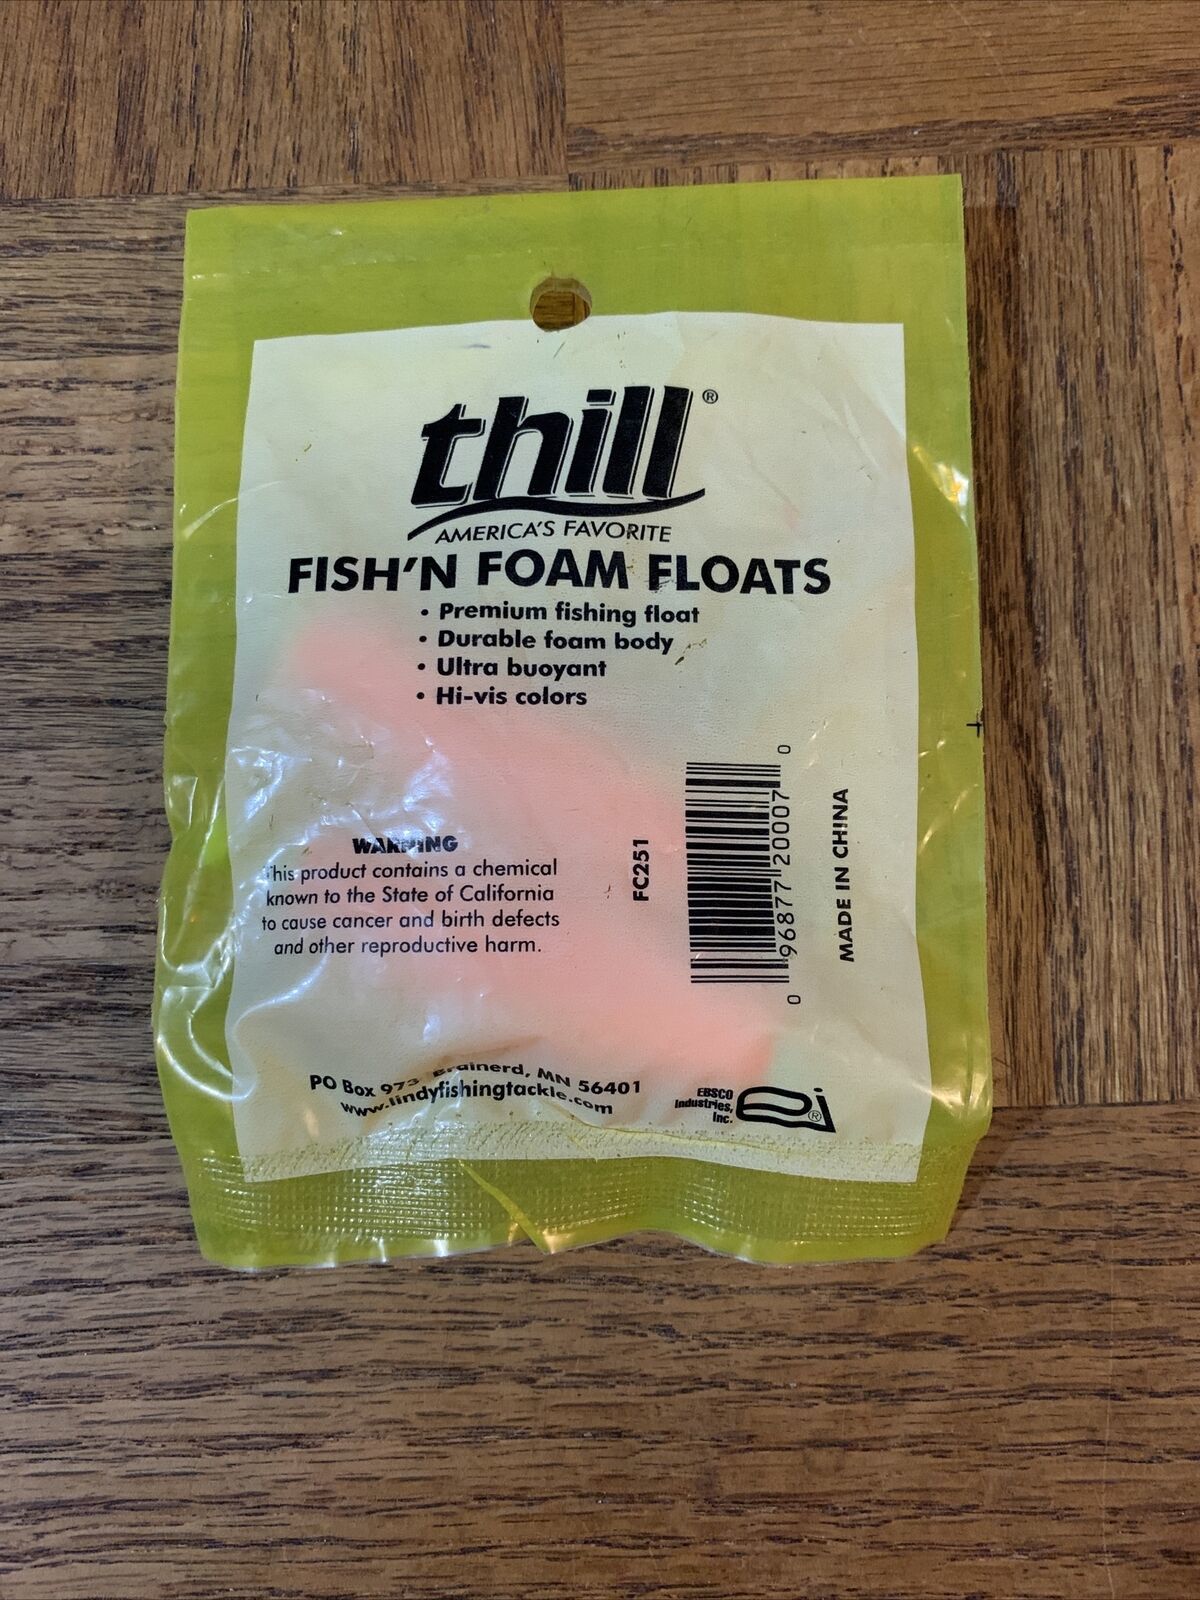 thill®
AMERICA'S FAVORITE
FISH'N FOAM FLOATS
• Premium fishing float
• Durable foam body
• Ultra buoyant
• Hi-vis colors
WARNING
This product contains a chemical
known to the State of California
to cause cancer and birth defects
and other reproductive harm.
FC251
0 96877 20007 0
MADE IN CHINA
PO Box 973 Brainerd, MN 56401
www.lindyfishingtackle.com
EBSCO
Industries,
Inc.
ei®